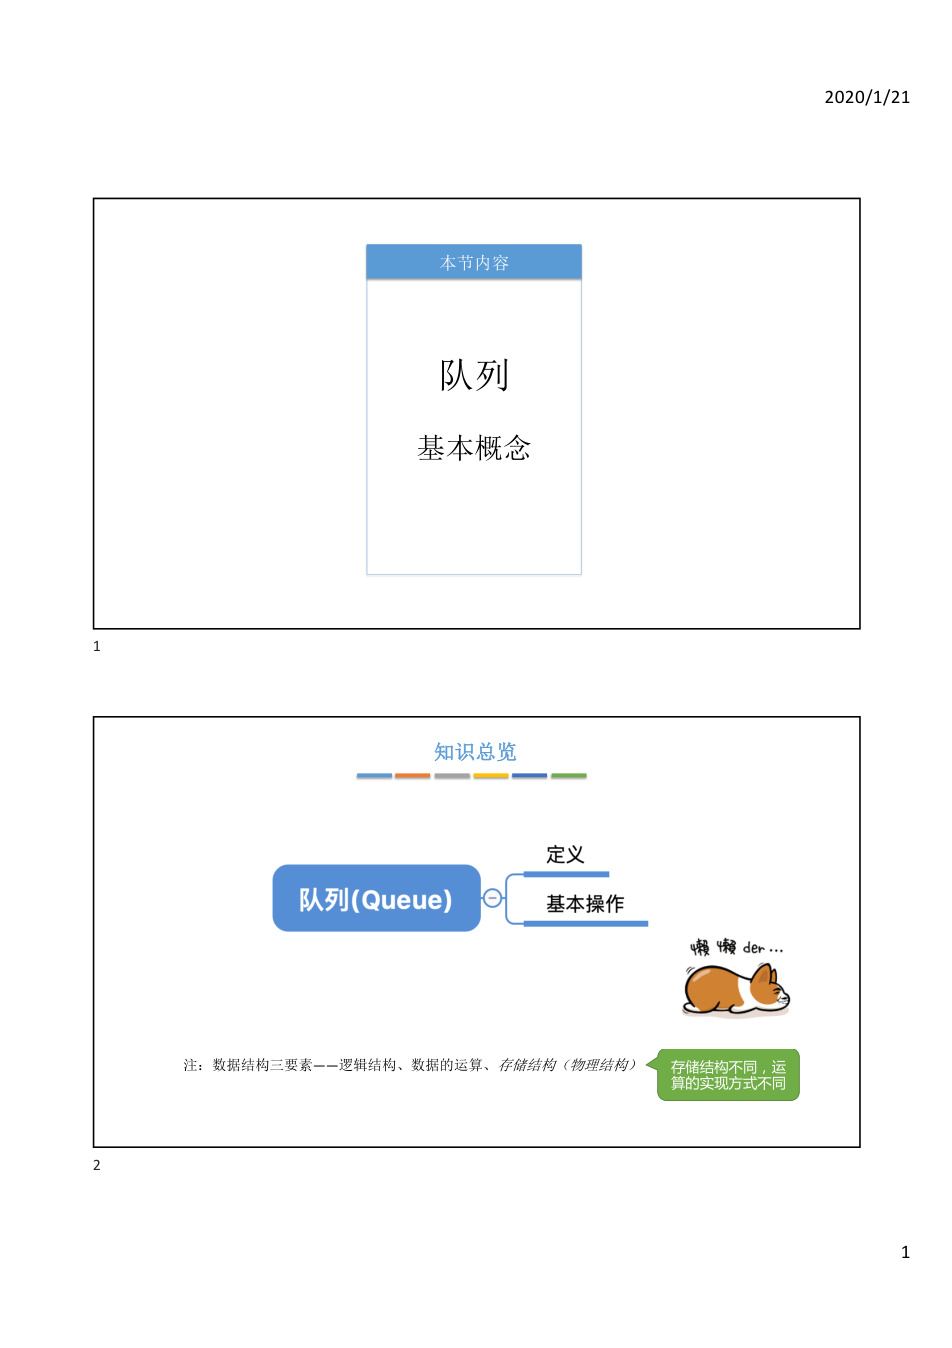 2020/1/21
本节内容
队列
基本概念
1
知识总览
队列(Queue)
定义
基本操作
懒 懒 der...
注：数据结构三要素——逻辑结构、数据的运算、存储结构（物理结构）
存储结构不同，运
算的实现方式不同
2
1